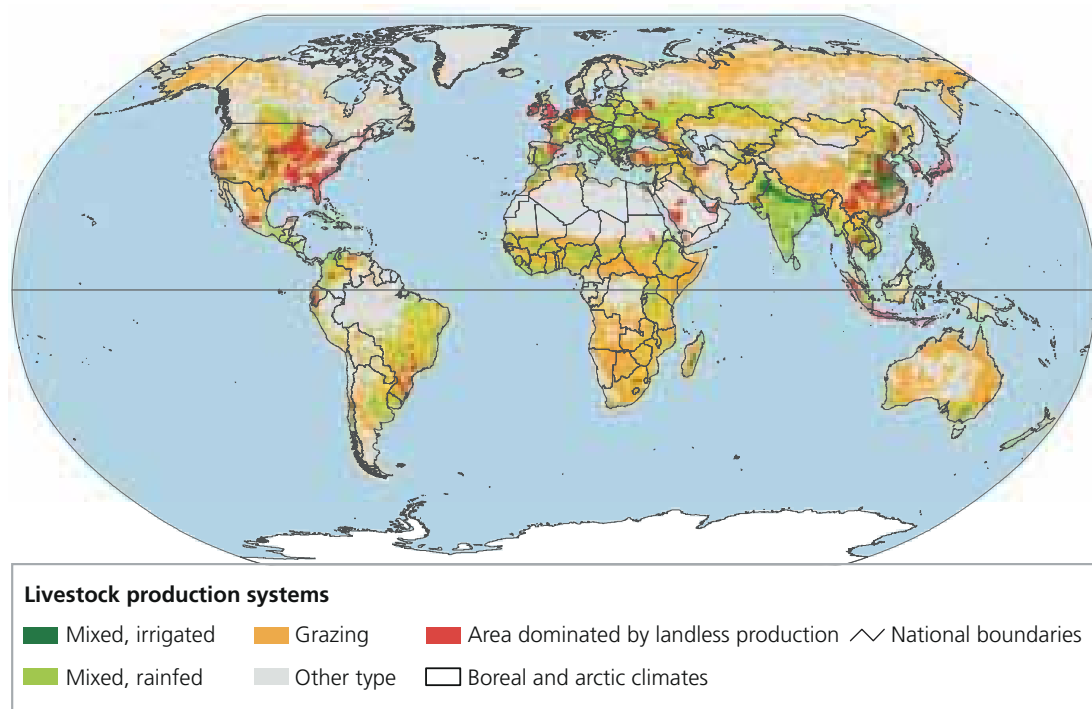 Livestock production systems
Mixed, irrigated Grazing Area dominated by landless production National boundaries
Mixed, rainfed Other type Boreal and arctic climates